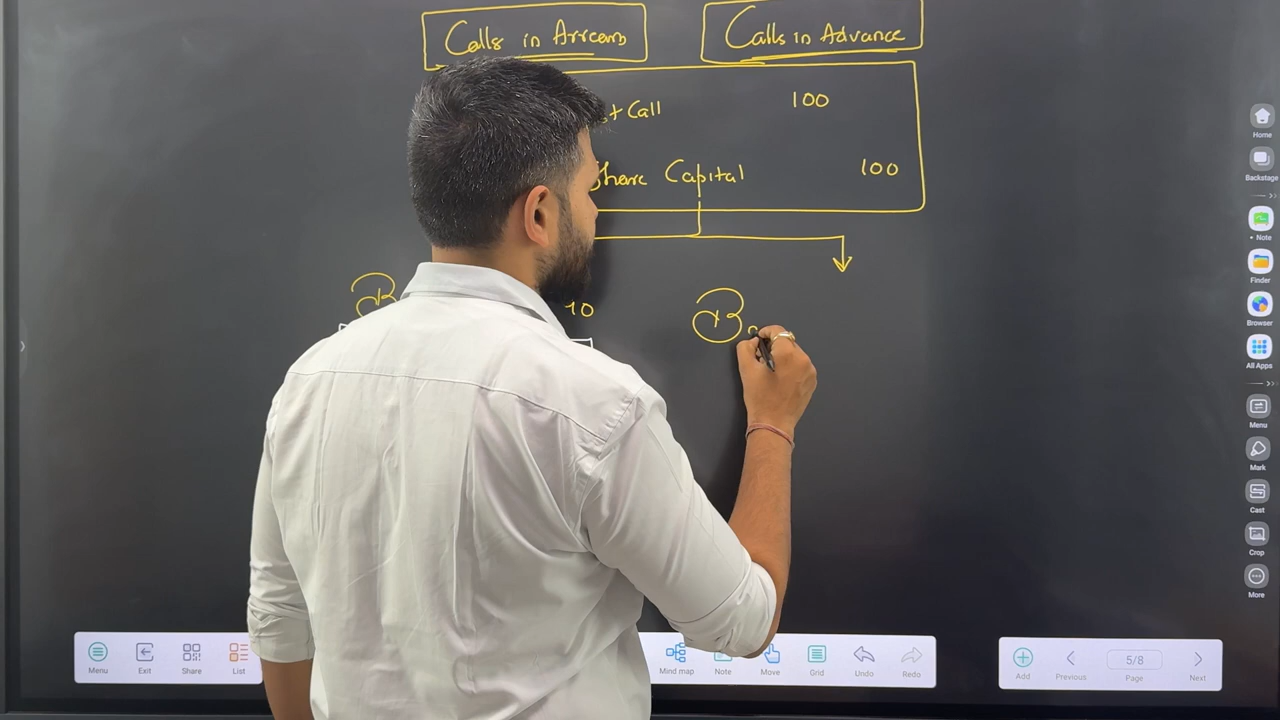 Calls in Arrears
Calls in Advance
Call 100
Share Capital 100
10
Home
Backstage
Note
Finder
Browser
All Apps
Menu
Mark
Cast
Crop
More
Menu Exit Share List Mind map Note Move Grid Undo Redo
Add Previous 5/8 Page Next